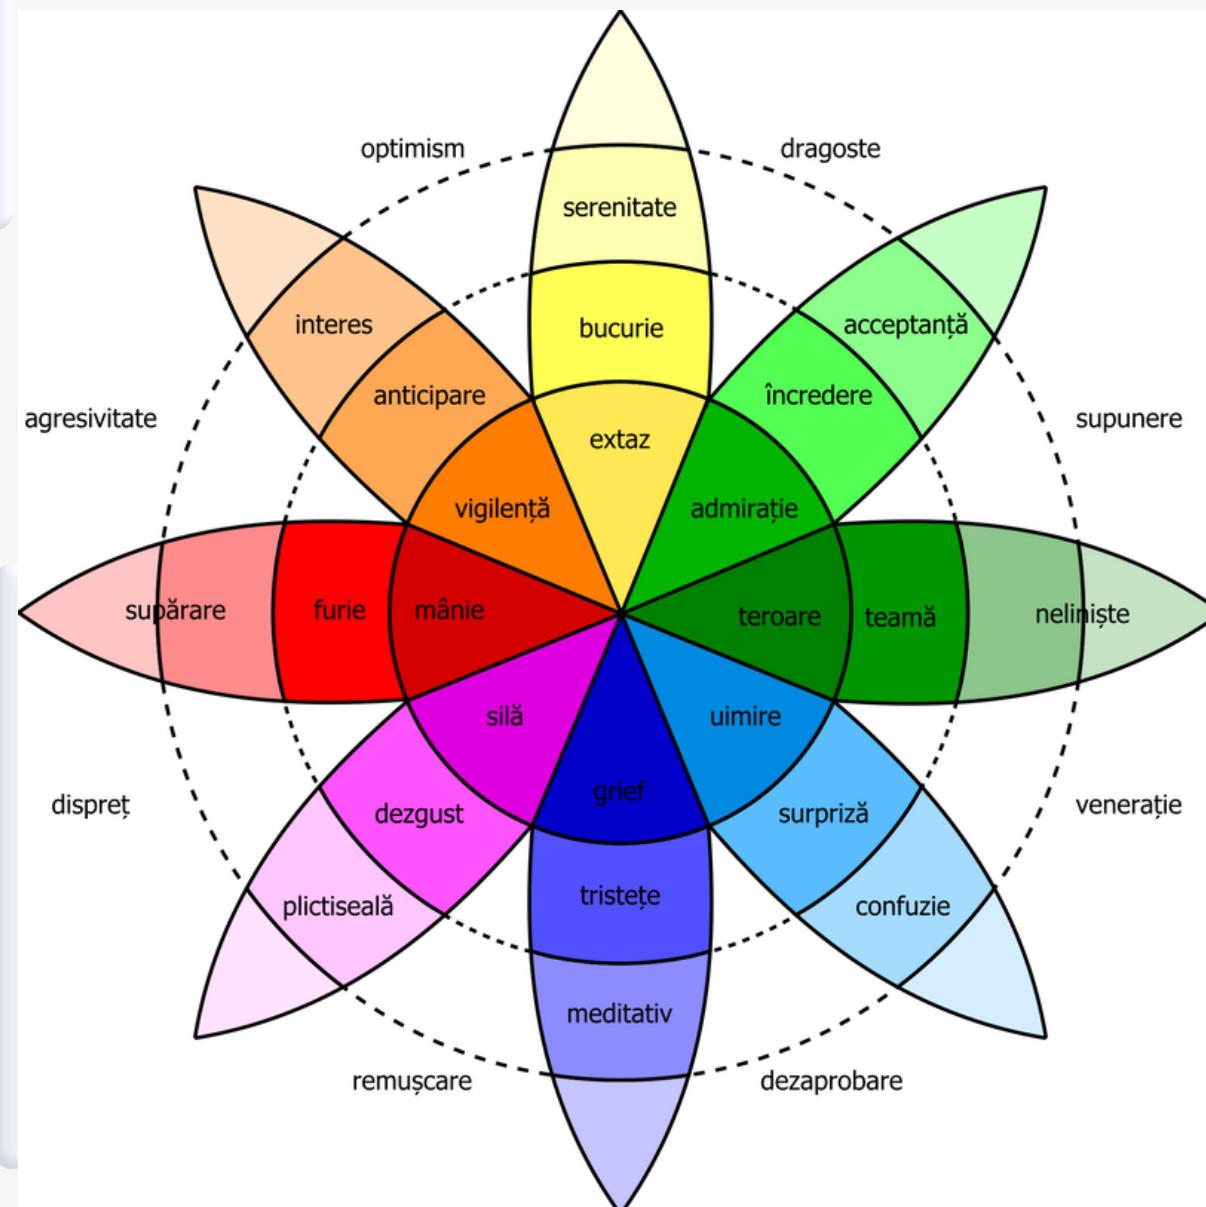 optimism
dragoste
serenitate
interes
acceptanță
bucurie
anticipare
încredere
agresivitate
supunere
extaz
vigilență
admirație
supărare
furie
mânie
teroare
teamă
neliniște
silă
uimire
grief
dispreț
venerație
dezgust
surpriză
tristețe
plictiseală
confuzie
meditativ
remușcare
dezaprobare